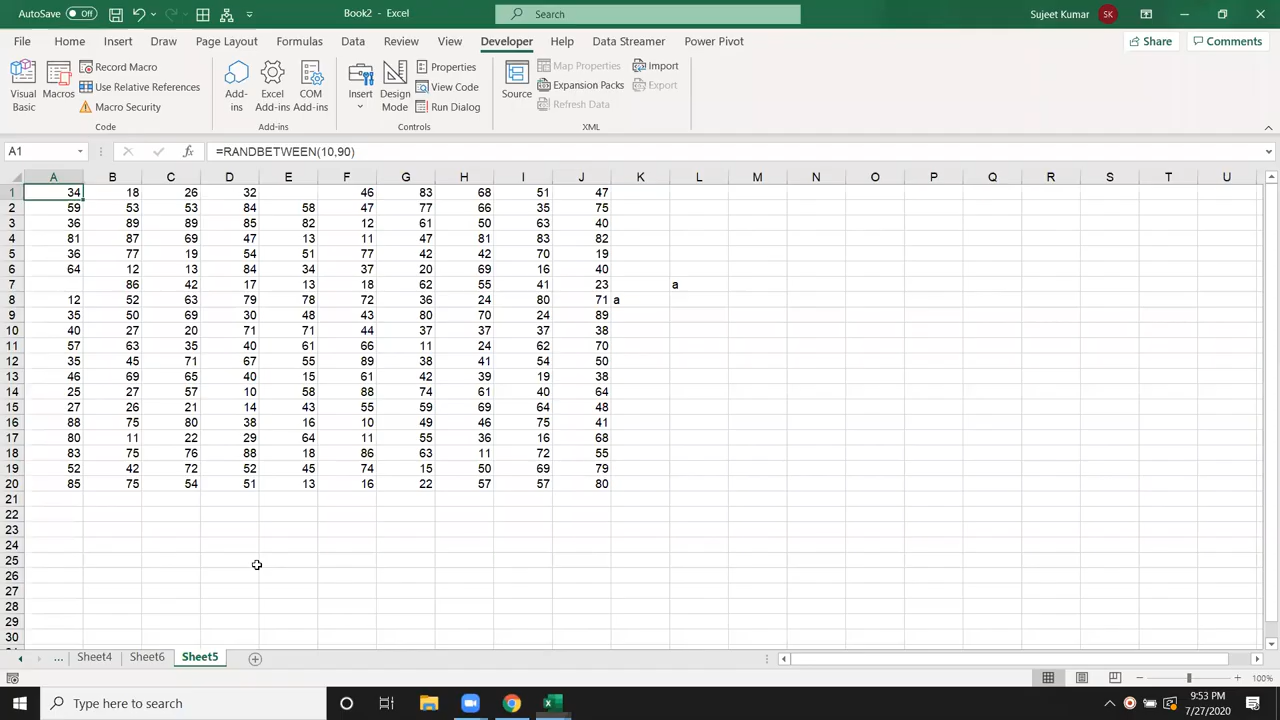 AutoSave Off Book2 - Excel Search Sujeet Kumar SK
File Home Insert Draw Page Layout Formulas Data Review View Developer Help Data Streamer Power Pivot Share Comments
Visual Basic
Macros
Record Macro
Use Relative References
Macro Security
Code
Add-ins
Excel Add-ins
COM Add-ins
Add-ins
Insert
Design Mode
Properties
View Code
Run Dialog
Controls
Source
Map Properties
Expansion Packs
Refresh Data
Import
Export
XML
A1 fx =RANDBETWEEN(10,90)
A B C D E F G H I J K L M N O P Q R S T U
1 34 18 26 32 46 83 68 51 47
2 59 53 53 84 58 47 77 66 35 75
3 36 89 89 85 82 12 61 50 63 40
4 81 87 69 47 13 11 47 81 83 82
5 36 77 19 54 51 77 42 42 70 19
6 64 12 13 84 34 37 20 69 16 40
7 86 42 17 13 18 62 55 41 23 a
8 12 52 63 79 78 72 36 24 80 71 a
9 35 50 69 30 48 43 80 70 24 89
10 40 27 20 71 71 44 37 37 37 38
11 57 63 35 40 61 66 11 24 62 70
12 35 45 71 67 55 89 38 41 54 50
13 46 69 65 40 15 61 42 39 19 38
14 25 27 57 10 58 88 74 61 40 64
15 27 26 21 14 43 55 59 69 64 48
16 88 75 80 38 16 10 49 46 75 41
17 80 11 22 29 64 11 55 36 16 68
18 83 75 76 88 18 86 63 11 72 55
19 52 42 72 52 45 74 15 50 69 79
20 85 75 54 51 13 16 22 57 57 80
21
22
23
24
25
26
27
28
29
30
... Sheet4 Sheet6 Sheet5
100%
Type here to search
9:53 PM
7/27/2020